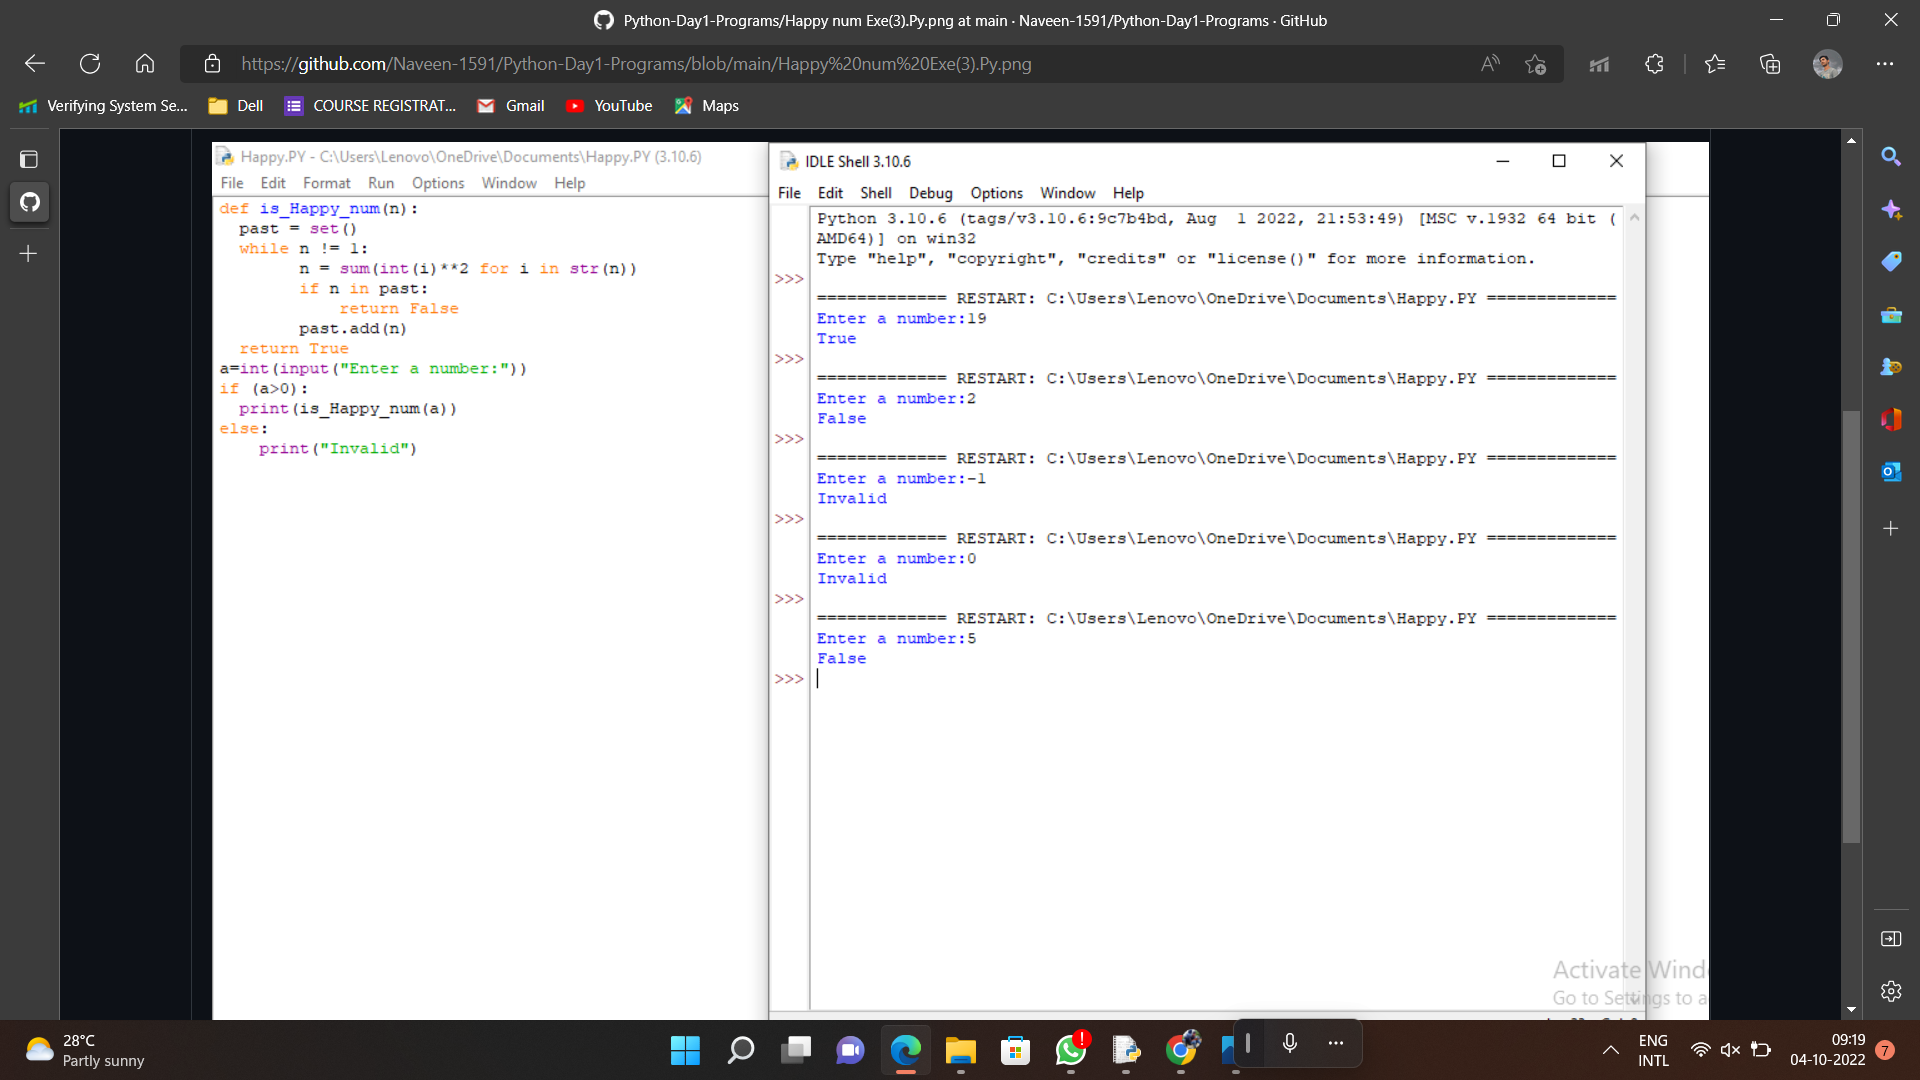 Python-Day1-Programs/Happy num Exe(3).Py.png at main · Naveen-1591/Python-Day1-Programs · GitHub
https://github.com/Naveen-1591/Python-Day1-Programs/blob/main/Happy%20num%20Exe(3).Py.png
Verifying System Se... Dell COURSE REGISTRAT... Gmail YouTube Maps
Happy.PY - C:\Users\Lenovo\OneDrive\Documents\Happy.PY (3.10.6)
File Edit Format Run Options Window Help
def is_Happy_num(n):
  past = set()
  while n != 1:
        n = sum(int(i)**2 for i in str(n))
        if n in past:
            return False
        past.add(n)
  return True
a=int(input("Enter a number:"))
if (a>0):
  print(is_Happy_num(a))
else:
    print("Invalid")
IDLE Shell 3.10.6
File Edit Shell Debug Options Window Help
Python 3.10.6 (tags/v3.10.6:9c7b4bd, Aug  1 2022, 21:53:49) [MSC v.1932 64 bit (
AMD64)] on win32
Type "help", "copyright", "credits" or "license()" for more information.
>>>
============= RESTART: C:\Users\Lenovo\OneDrive\Documents\Happy.PY =============
Enter a number:19
True
>>>
============= RESTART: C:\Users\Lenovo\OneDrive\Documents\Happy.PY =============
Enter a number:2
False
>>>
============= RESTART: C:\Users\Lenovo\OneDrive\Documents\Happy.PY =============
Enter a number:-1
Invalid
>>>
============= RESTART: C:\Users\Lenovo\OneDrive\Documents\Happy.PY =============
Enter a number:0
Invalid
>>>
============= RESTART: C:\Users\Lenovo\OneDrive\Documents\Happy.PY =============
Enter a number:5
False
>>>
Activate Wind
Go to Settings to a
28°C
Partly sunny
ENG
INTL
09:19
04-10-2022
7